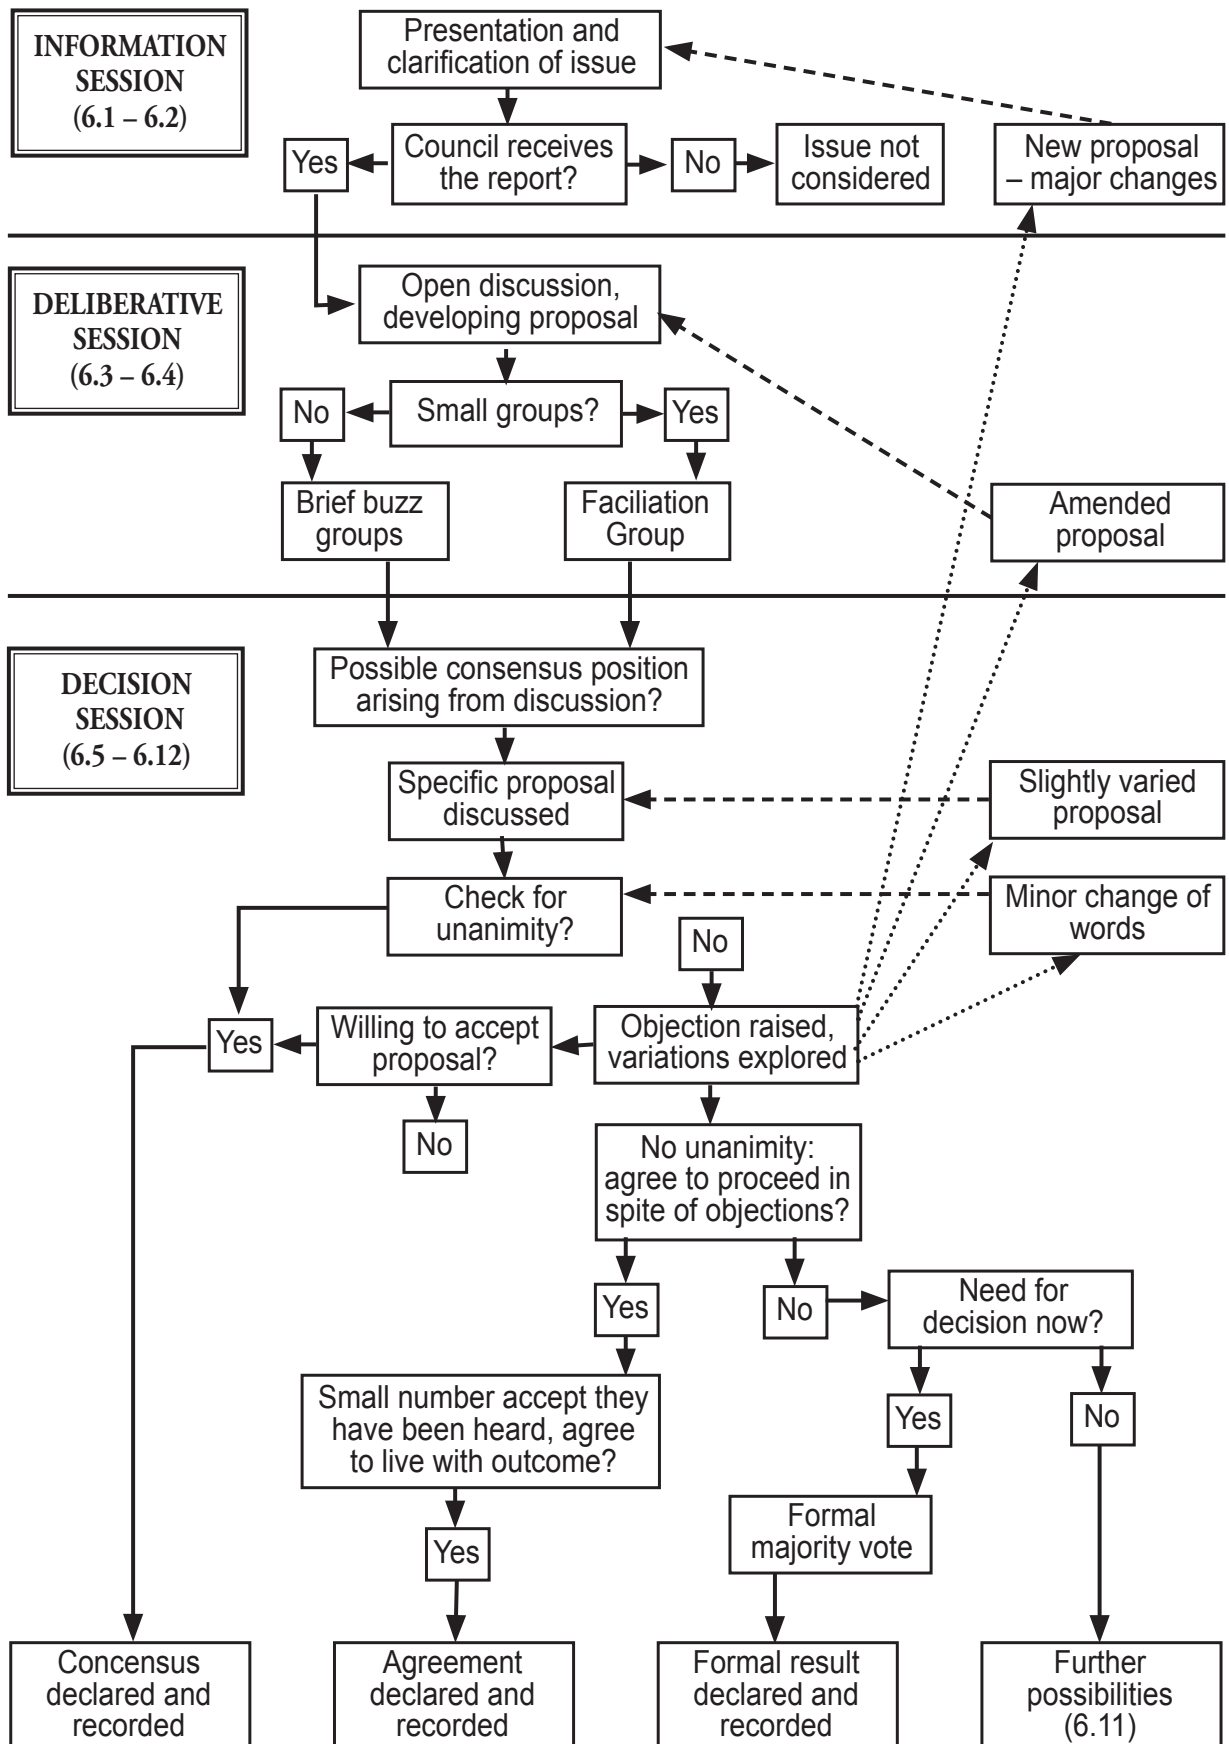 INFORMATION
SESSION
(6.1 – 6.2)
Presentation and
clarification of issue
Yes
Council receives
the report?
No
Issue not
considered
New proposal
– major changes
DELIBERATIVE
SESSION
(6.3 – 6.4)
Open discussion,
developing proposal
No
Small groups?
Yes
Brief buzz
groups
Faciliation
Group
Amended
proposal
DECISION
SESSION
(6.5 – 6.12)
Possible consensus position
arising from discussion?
Specific proposal
discussed
Slightly varied
proposal
Check for
unanimity?
Minor change of
words
No
Yes
Willing to accept
proposal?
Objection raised,
variations explored
No
No unanimity:
agree to proceed in
spite of objections?
Yes
No
Need for
decision now?
Small number accept they
have been heard, agree
to live with outcome?
Yes
No
Yes
Formal
majority vote
Concensus
declared and
recorded
Agreement
declared and
recorded
Formal result
declared and
recorded
Further
possibilities
(6.11)